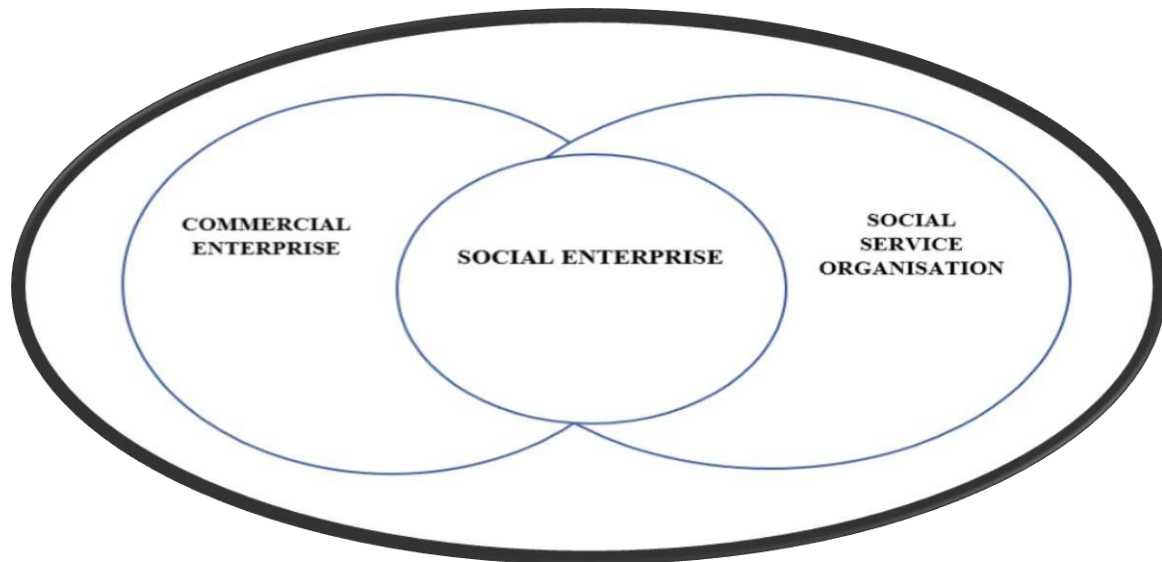 COMMERCIAL
ENTERPRISE
SOCIAL ENTERPRISE
SOCIAL
SERVICE
ORGANISATION